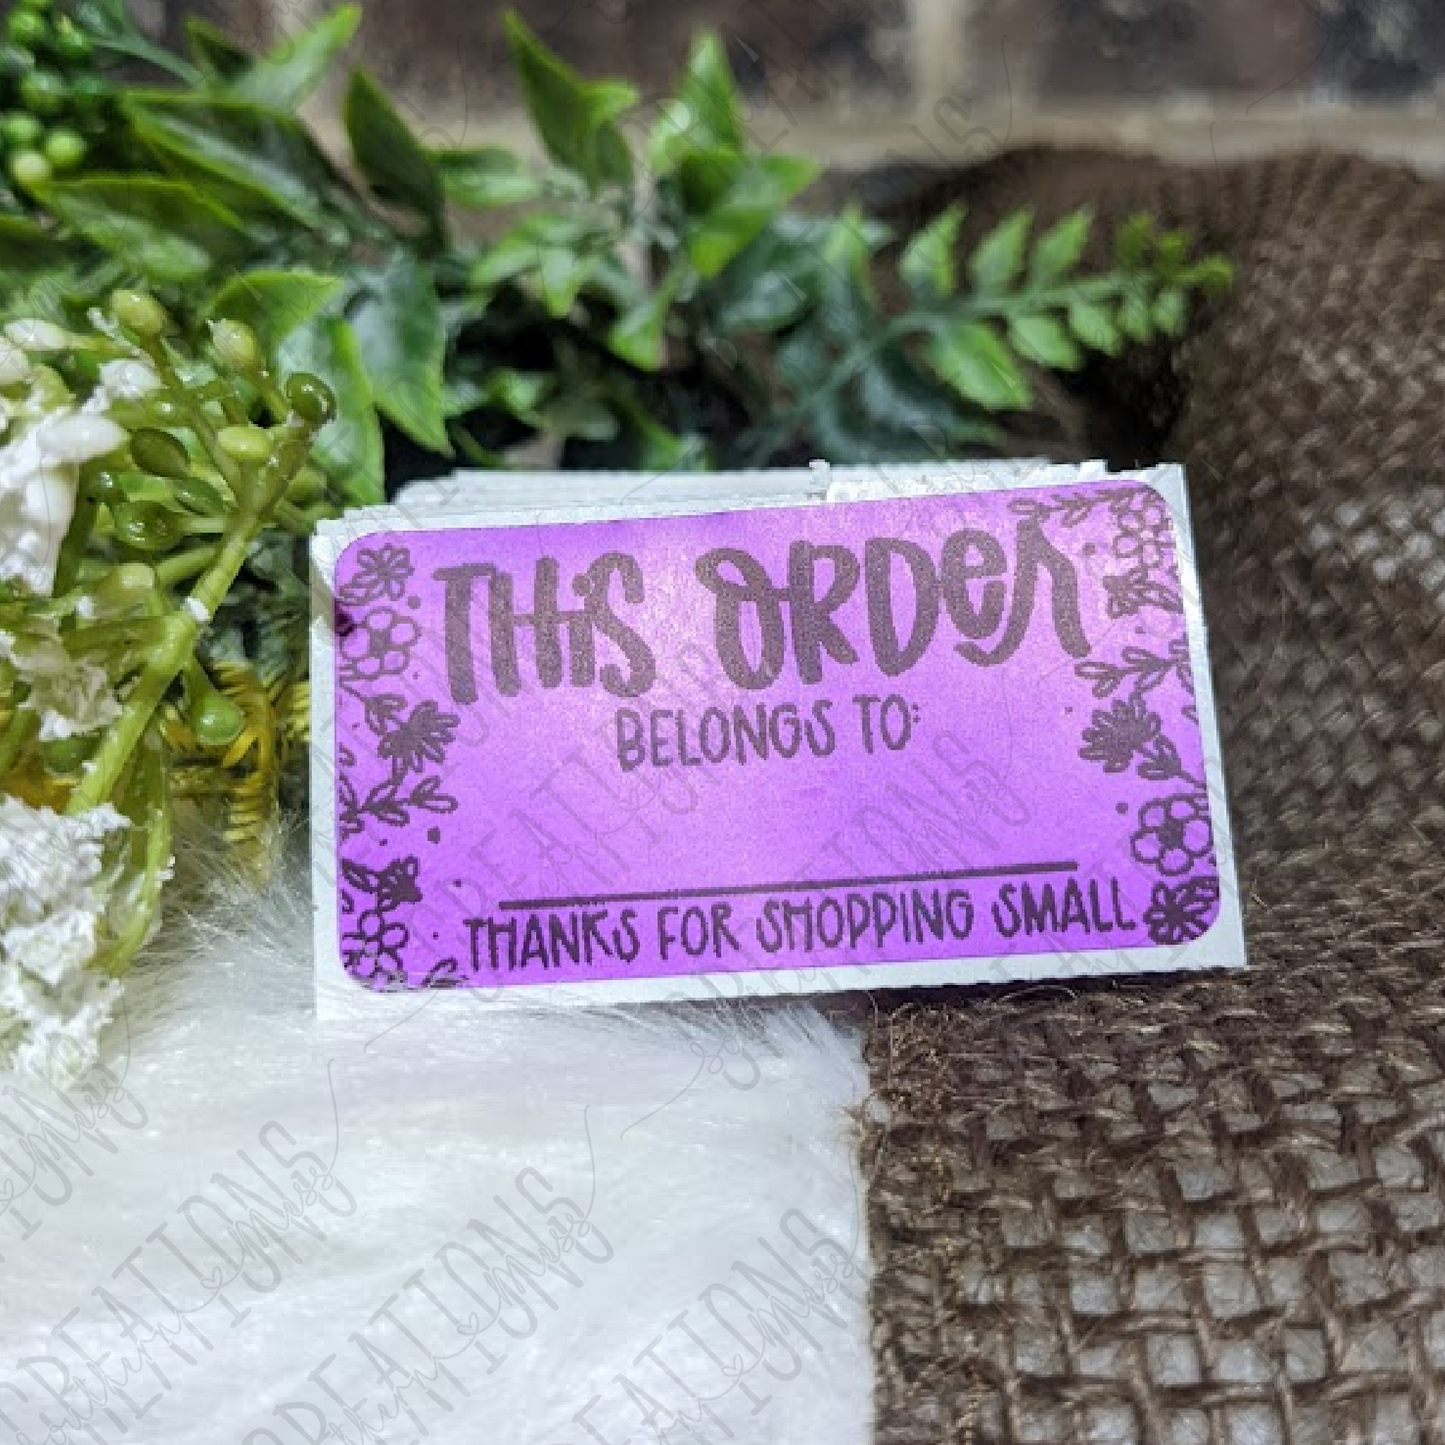 THIS ORDER
BELONGS TO:
THANKS FOR SHOPPING SMALL